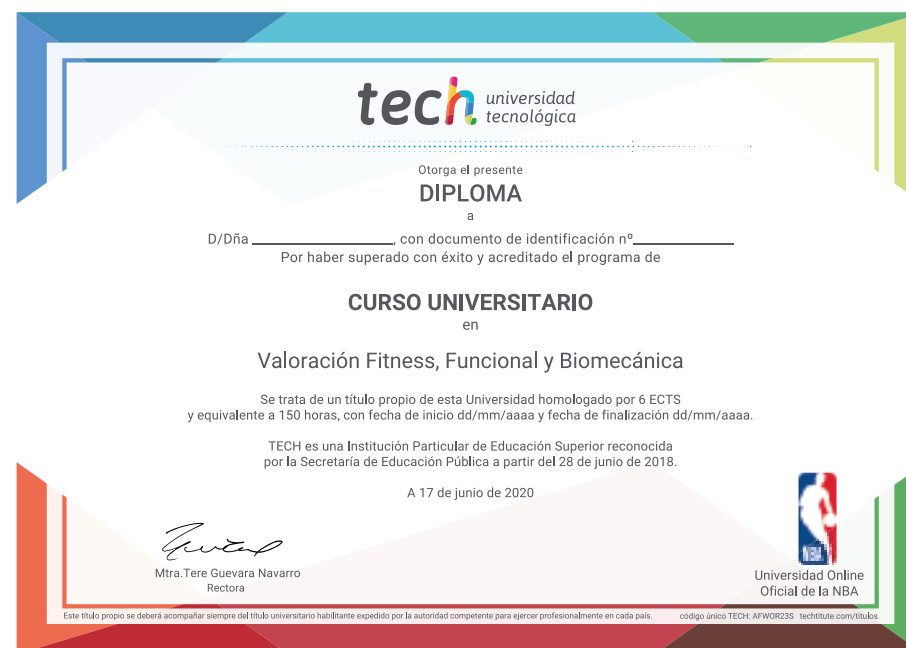 tech universidad
tecnológica
Otorga el presente
DIPLOMA
a
D/Dña ____________________, con documento de identificación nº______________
Por haber superado con éxito y acreditado el programa de
CURSO UNIVERSITARIO
en
Valoración Fitness, Funcional y Biomecánica
Se trata de un título propio de esta Universidad homologado por 6 ECTS
y equivalente a 150 horas, con fecha de inicio dd/mm/aaaa y fecha de finalización dd/mm/aaaa.
TECH es una Institución Particular de Educación Superior reconocida
por la Secretaría de Educación Pública a partir del 28 de junio de 2018.
A 17 de junio de 2020
Mtra.Tere Guevara Navarro
Rectora
NBA
Universidad Online
Oficial de la NBA
Este título propio se deberá acompañar siempre del título universitario habilitante expedido por la autoridad competente para ejercer profesionalmente en cada país. código único TECH: AFWOR23S techtitute.com/titulos